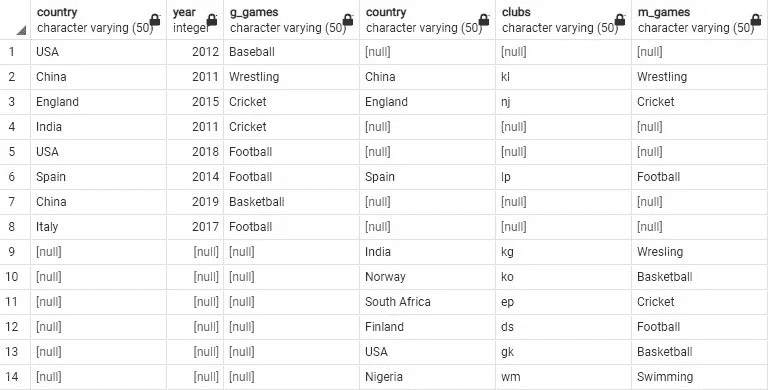 country year g_games country clubs m_games
character varying (50) integer character varying (50) character varying (50) character varying (50) character varying (50)
1 USA 2012 Baseball [null] [null] [null]
2 China 2011 Wrestling China kl Wrestling
3 England 2015 Cricket England nj Cricket
4 India 2011 Cricket [null] [null] [null]
5 USA 2018 Football [null] [null] [null]
6 Spain 2014 Football Spain lp Football
7 China 2019 Basketball [null] [null] [null]
8 Italy 2017 Football [null] [null] [null]
9 [null] [null] [null] India kg Wresling
10 [null] [null] [null] Norway ko Basketball
11 [null] [null] [null] South Africa ep Cricket
12 [null] [null] [null] Finland ds Football
13 [null] [null] [null] USA gk Basketball
14 [null] [null] [null] Nigeria wm Swimming